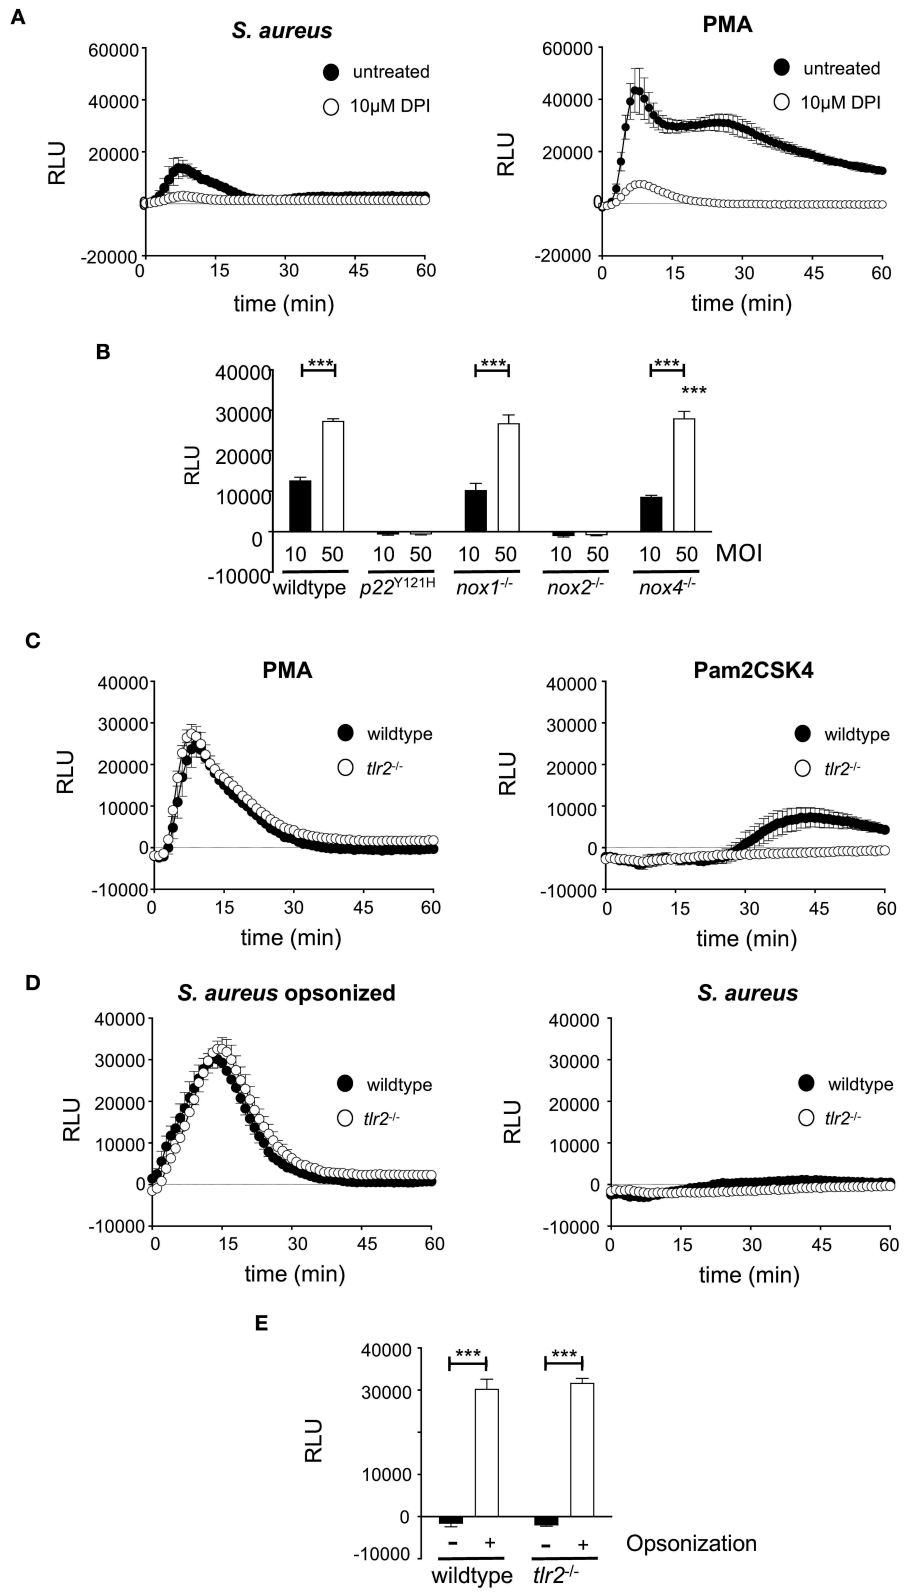 A
S. aureus
PMA
60000
40000
20000
0
-20000
RLU
untreated
10µM DPI
0 15 30 45 60
time (min)
60000
40000
20000
0
-20000
RLU
untreated
10µM DPI
0 15 30 45 60
time (min)
B
40000
30000
20000
10000
0
-10000
RLU
*** *** ***
***
10 50 10 50 10 50 10 50 10 50 MOI
wildtype p22Y121H nox1-/- nox2-/- nox4-/-
C
PMA
40000
30000
20000
10000
0
-10000
RLU
wildtype
tlr2-/-
0 15 30 45 60
time (min)
Pam2CSK4
40000
30000
20000
10000
0
-10000
RLU
wildtype
tlr2-/-
0 15 30 45 60
time (min)
D
S. aureus opsonized
40000
30000
20000
10000
0
-10000
RLU
wildtype
tlr2-/-
0 15 30 45 60
time (min)
S. aureus
40000
30000
20000
10000
0
-10000
RLU
wildtype
tlr2-/-
0 15 30 45 60
time (min)
E
40000
30000
10000
0
-10000
RLU
*** ***
- + - + Opsonization
wildtype tlr2-/-